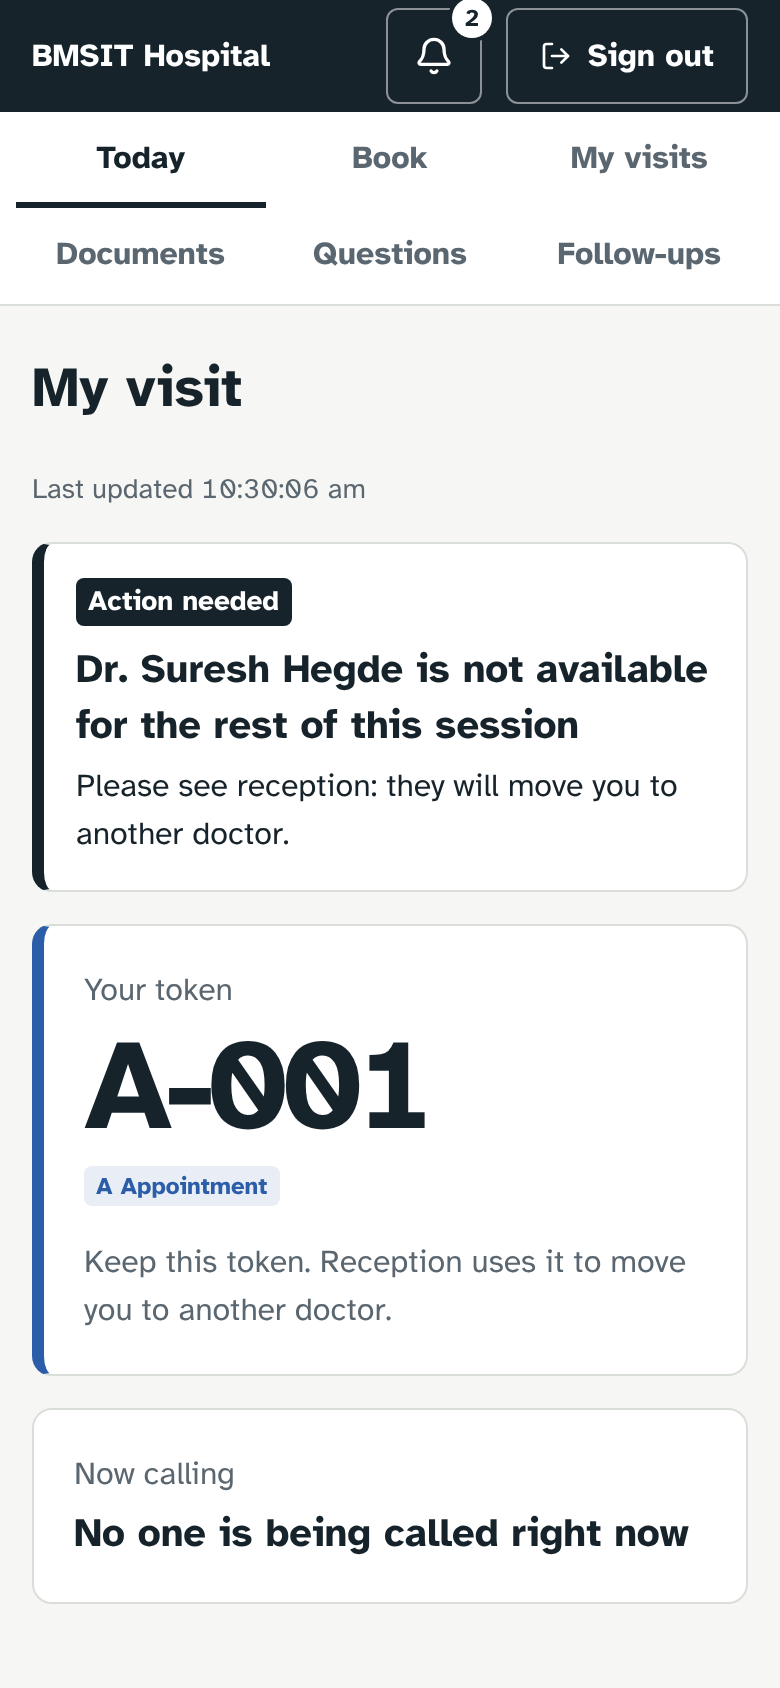 BMSIT Hospital
2
Sign out
Today
Book
My visits
Documents
Questions
Follow-ups
My visit
Last updated 10:30:06 am
Action needed
Dr. Suresh Hegde is not available
for the rest of this session
Please see reception: they will move you to
another doctor.
Your token
A-001
A Appointment
Keep this token. Reception uses it to move
you to another doctor.
Now calling
No one is being called right now